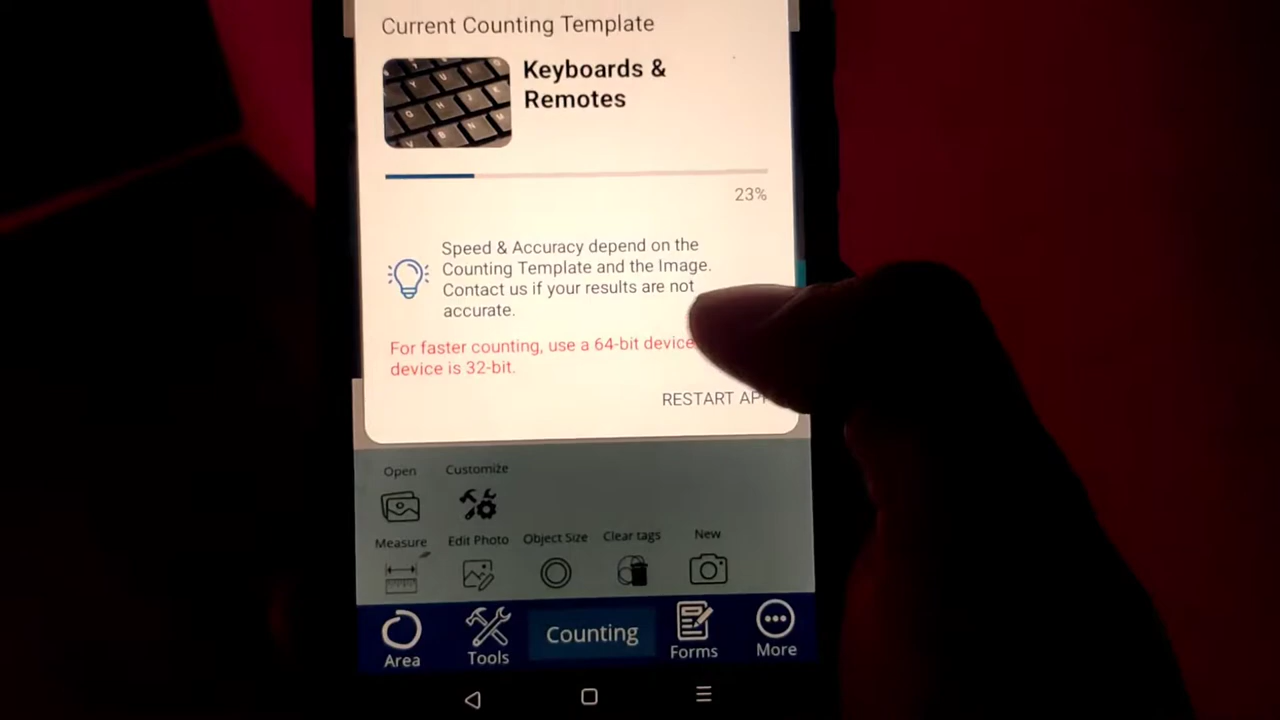 Current Counting Template
Keyboards &
Remotes
23%
Speed & Accuracy depend on the
Counting Template and the Image.
Contact us if your results are not
accurate.
For faster counting, use a 64-bit device
device is 32-bit.
RESTART
Open
Customize
Measure
Edit Photo
Object Size
Clear tags
New
Area
Tools
Counting
Forms
More